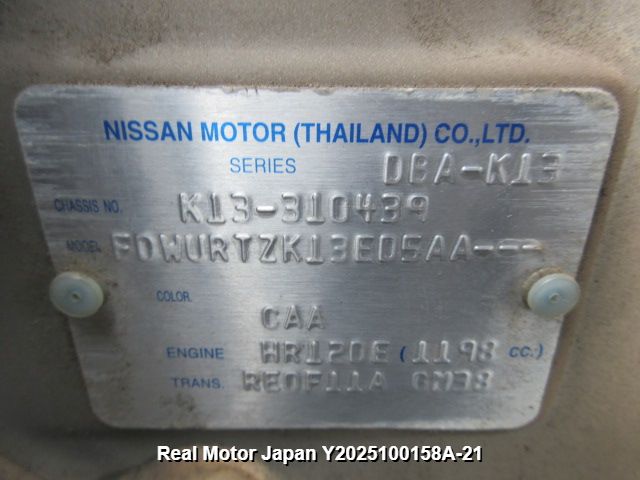 NISSAN MOTOR (THAILAND) CO.,LTD.
SERIES DBA-K13
CHASSIS NO. K13-310439
MODEL FDWURTZK13ED5AA---
COLOR
CAA
ENGINE HR12DE (1198 CC.)
TRANS. RE0F11A GM38
Real Motor Japan Y2025100158A-21